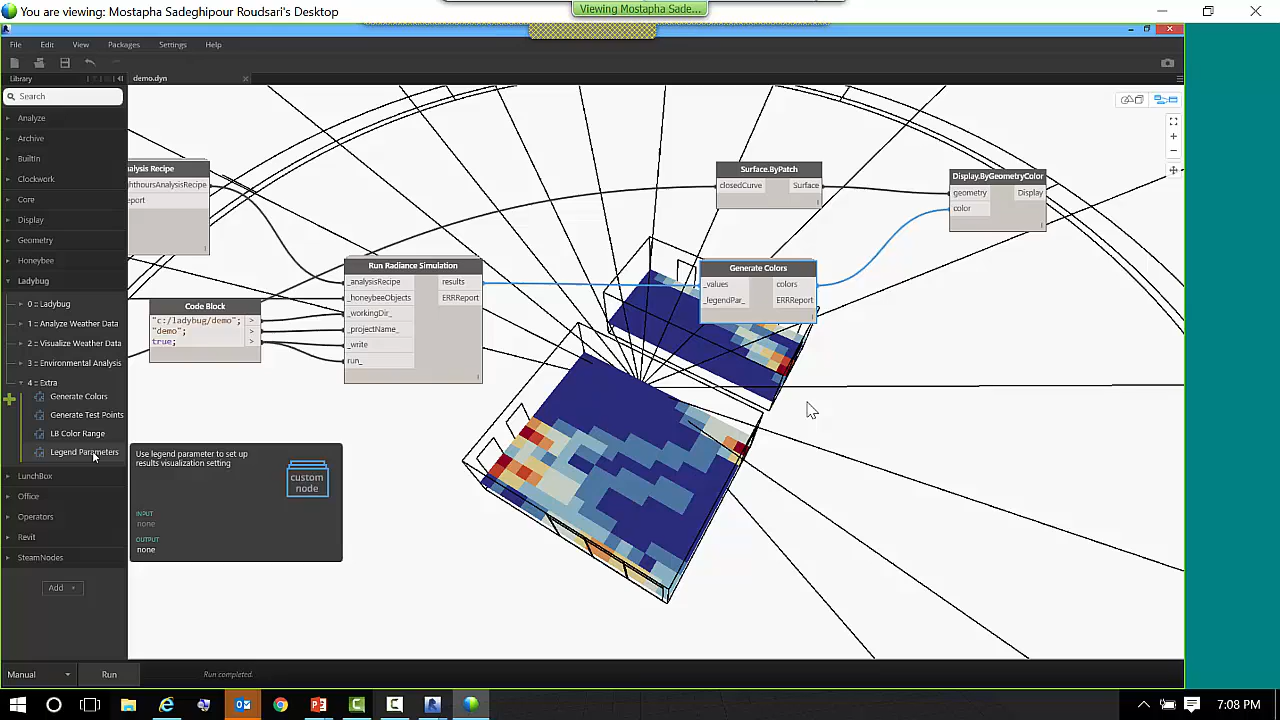 You are viewing: Mostapha Sadeghipour Roudsari's Desktop
Viewing Mostapha Sade...
File Edit View Packages Settings Help
Library
demo.dyn
Search
Analyze
Archive
BuiltIn
Clockwork
Core
Display
Geometry
Honeybee
Ladybug
0 :: Ladybug
1 :: Analyze Weather Data
2 :: Visualize Weather Data
3 :: Environmental Analysis
4 :: Extra
Generate Colors
Generate Test Points
LB Color Range
Legend Parameters
LunchBox
Office
Operators
Revit
SteamNodes
Add
alysis Recipe
hthoursAnalysisRecipe
eport
Code Block
"c:/ladybug/demo"; >
"demo"; >
true; >
Run Radiance Simulation
_analysisRecipe results
_honeybeeObjects ERRReport
_workingDir_
_projectName_
_write
run_
Surface.ByPatch
closedCurve Surface
Generate Colors
_values colors
_legendPar_ ERRReport
Display.ByGeometryColor
geometry Display
color
Use legend parameter to set up
results visualization setting
custom
node
INPUT
none
OUTPUT
none
Manual Run Run completed.
7:08 PM